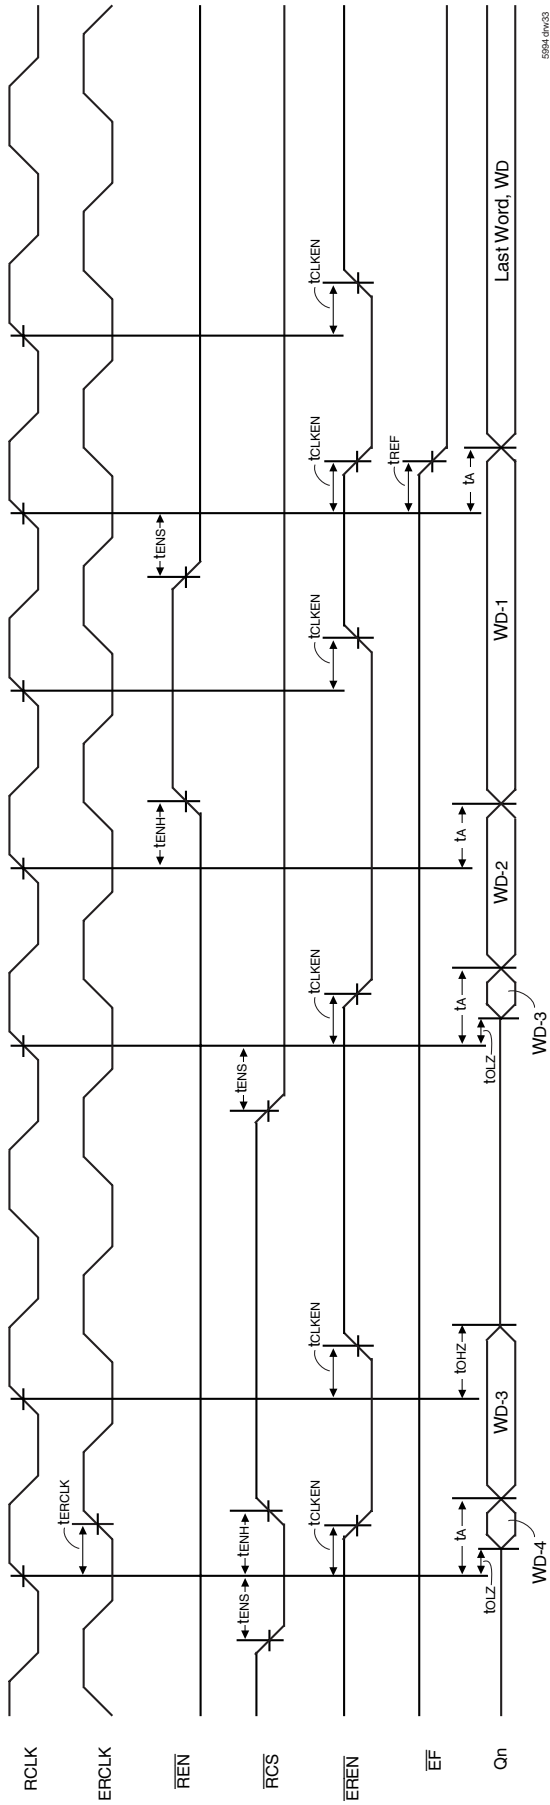 RCLK
tERCLK
ERCLK
REN
tENH
tENS
RCS
tENS
tENH
tENS
EREN
tCLKEN
tCLKEN
tCLKEN
tCLKEN
tCLKEN
tCLKEN
EF
tREF
Qn
tOLZ
tA
WD-4
WD-3
tOHZ
tOLZ
tA
WD-3
WD-2
tA
WD-1
tA
Last Word, WD
5994 drw33